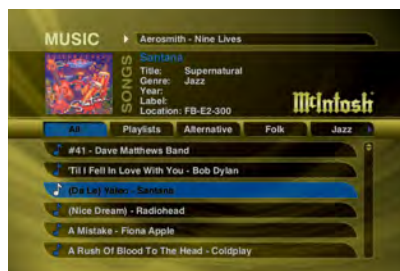 MUSIC
Aerosmith - Nine Lives
SONGS
Santana
Title: Supernatural
Genre: Jazz
Year:
Label:
Location: FB-E2-300
McIntosh
All
Playlists
Alternative
Folk
Jazz
#41 - Dave Matthews Band
'Til I Fell In Love With You - Bob Dylan
(Da Le) Yaleo - Santana
(Nice Dream) - Radiohead
A Mistake - Fiona Apple
A Rush Of Blood To The Head - Coldplay